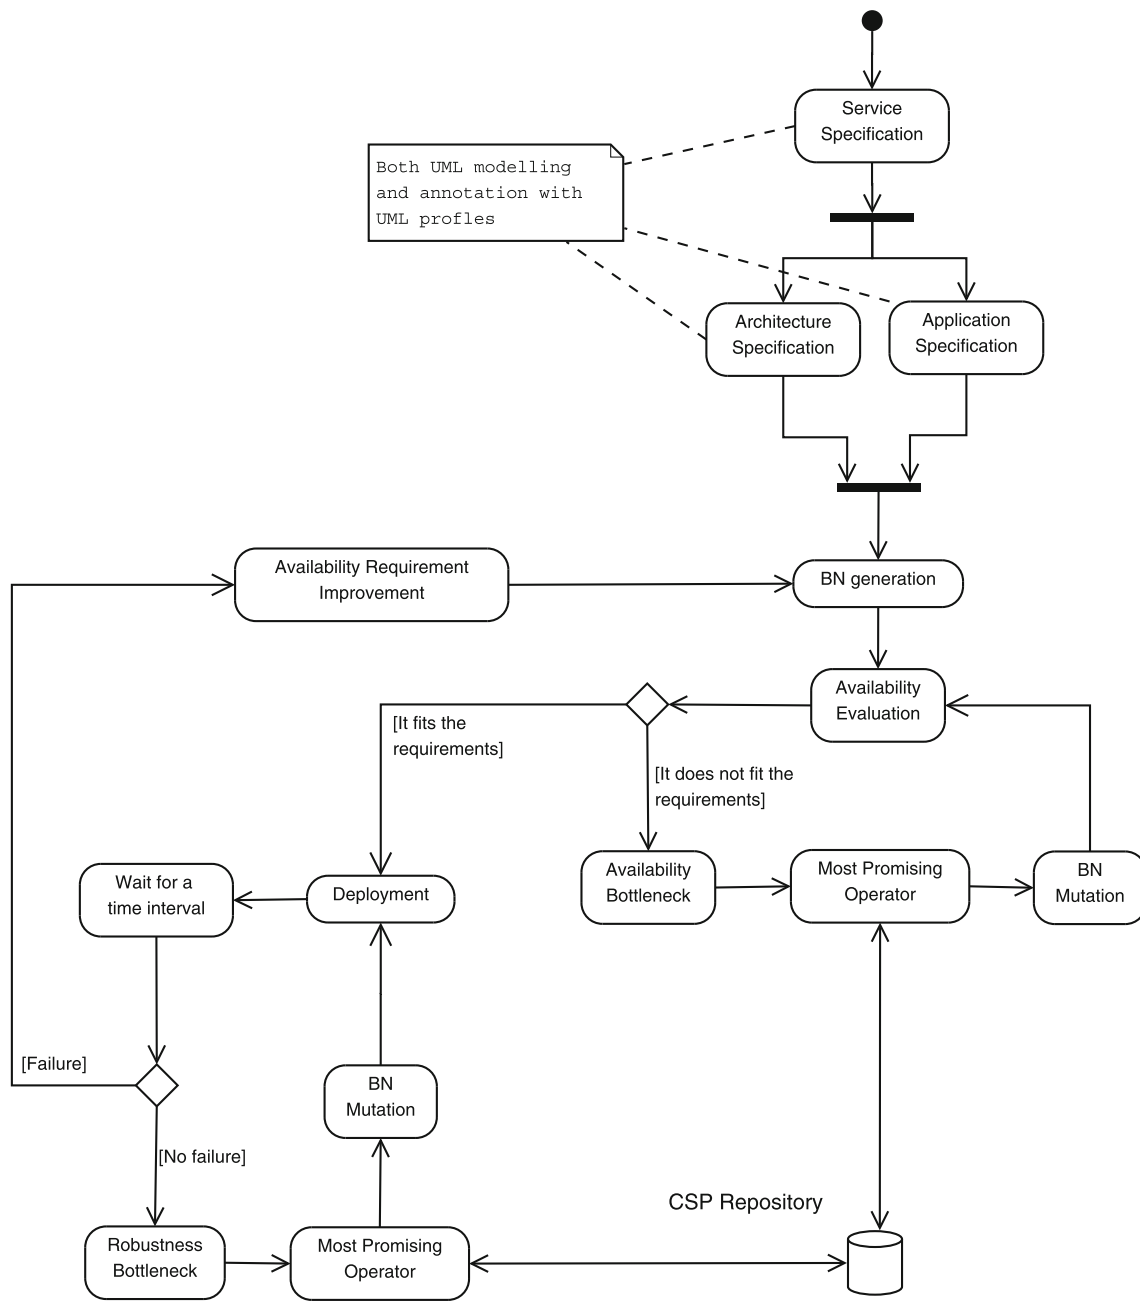 Service
Specification
Both UML modelling
and annotation with
UML profles
Architecture
Specification
Application
Specification
Availability Requirement
Improvement
BN generation
Availability
Evaluation
[It fits the
requirements]
[It does not fit the
requirements]
Wait for a
time interval
Deployment
Availability
Bottleneck
Most Promising
Operator
BN
Mutation
[Failure]
BN
Mutation
[No failure]
CSP Repository
Robustness
Bottleneck
Most Promising
Operator